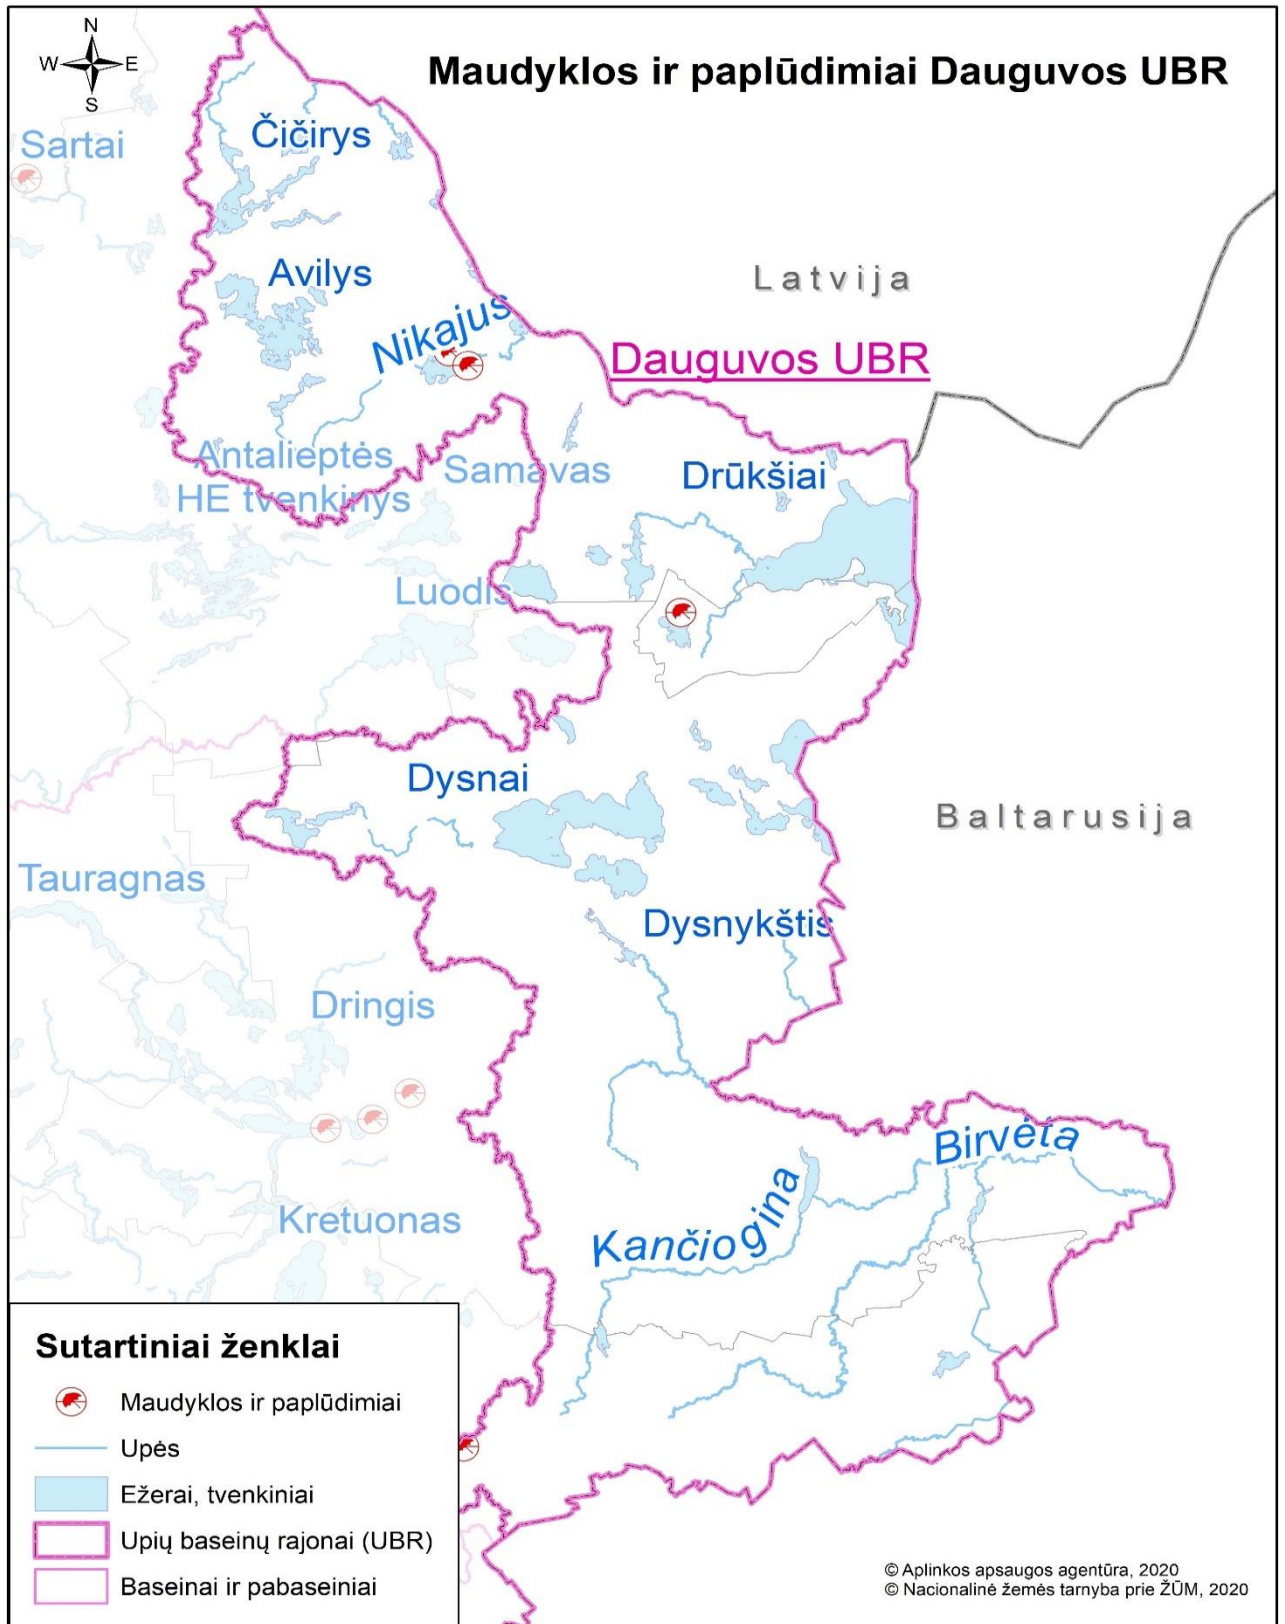 N
W E
S
Maudyklos ir paplūdimiai Dauguvos UBR
Sartai
Čičirys
Avilys
Latvija
Nikajus
Dauguvos UBR
Antalieptės
HE tvenkinys
Samavas
Drūkšiai
Luodis
Dysnai
Baltarusija
Tauragnas
Dysnykštis
Dringis
Birvėta
Kančiogina
Kretuonas
Sutartiniai ženklai
Maudyklos ir paplūdimiai
Upės
Ežerai, tvenkiniai
Upių baseinų rajonai (UBR)
Baseinai ir pabaseiniai
© Aplinkos apsaugos agentūra, 2020
© Nacionalinė žemės tarnyba prie ŽŪM, 2020